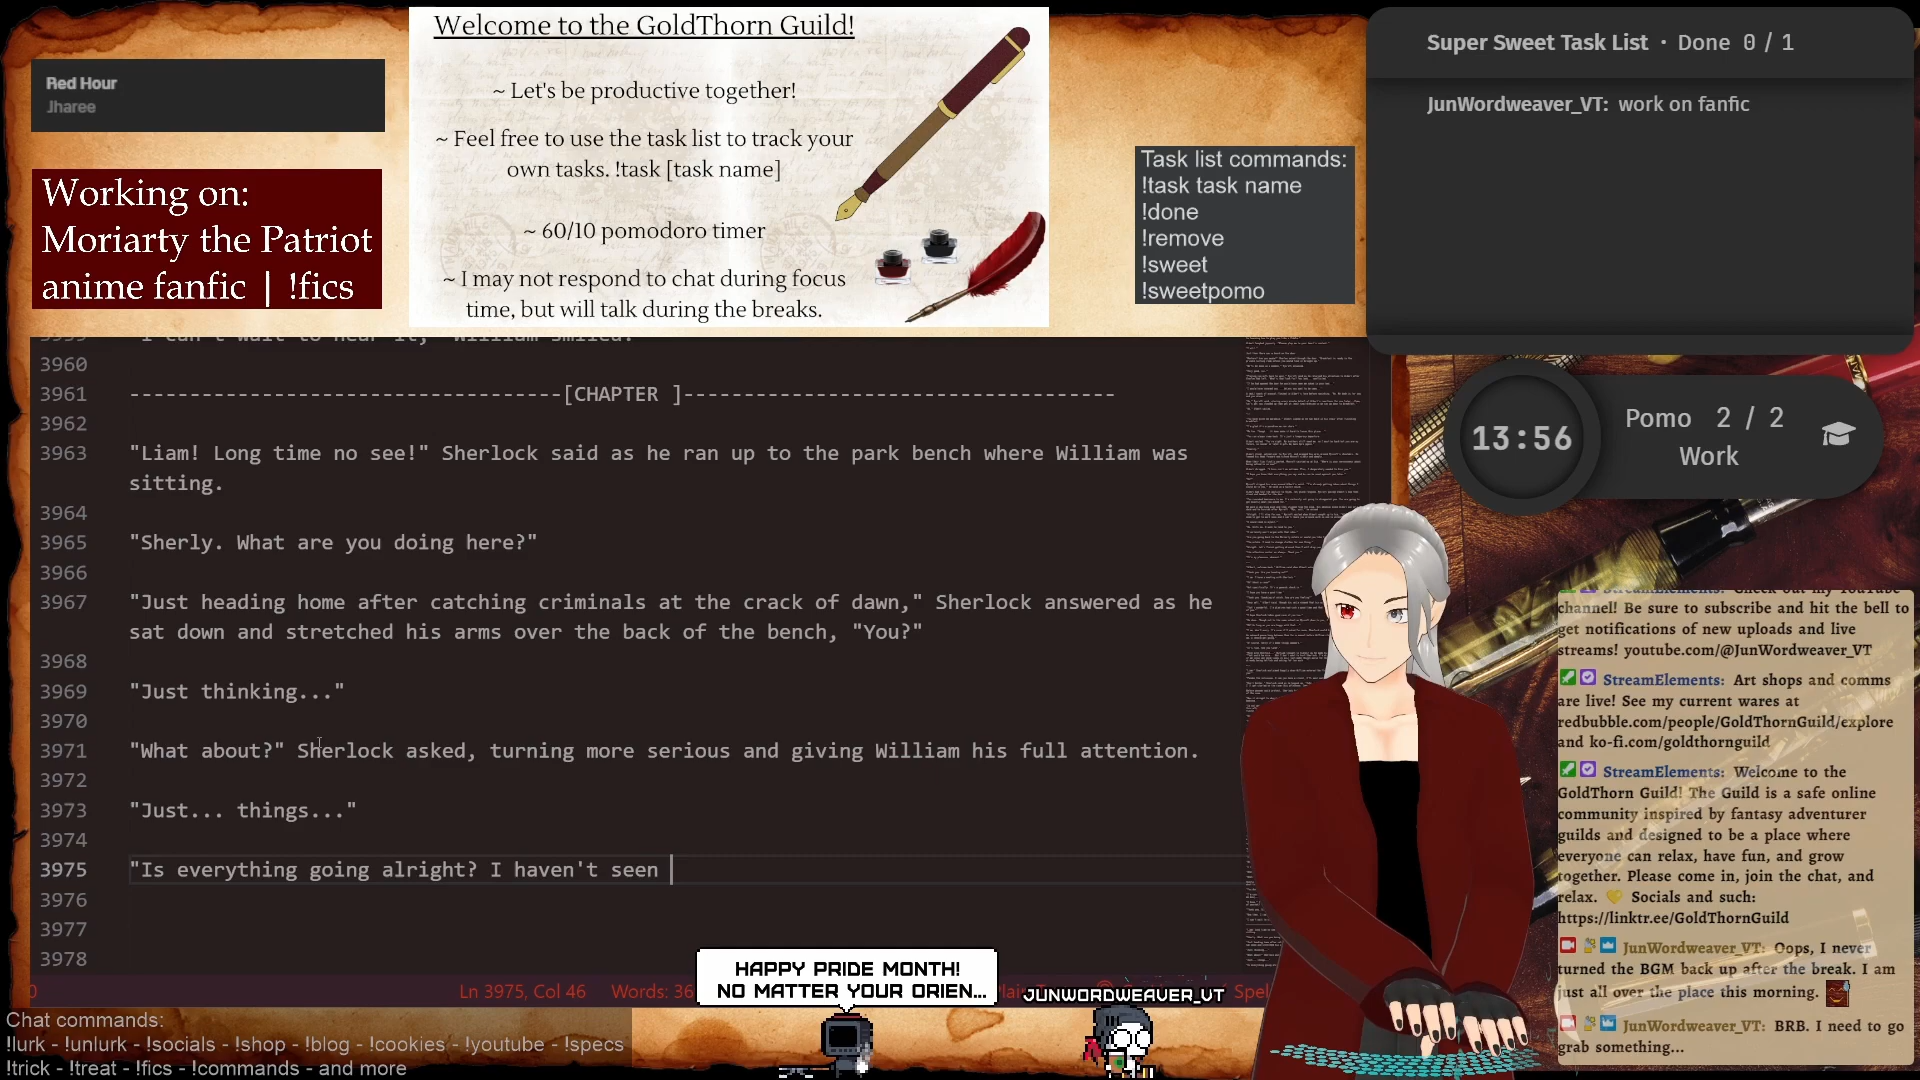 Red Hour
Jharee
Working on:
Moriarty the Patriot
anime fanfic | !fics
Welcome to the GoldThorn Guild!
~ Let's be productive together!
~ Feel free to use the task list to track your
own tasks. !task [task name]
~ 60/10 pomodoro timer
~ I may not respond to chat during focus
time, but will talk during the breaks.
Task list commands:
!task task name
!done
!remove
!sweet
!sweetpomo
Super Sweet Task List · Done 0 / 1
JunWordweaver_VT: work on fanfic
13:56
Pomo 2 / 2
Work
3960
3961 ------------------------------------[CHAPTER ]------------------------------------
3962
3963 "Liam! Long time no see!" Sherlock said as he ran up to the park bench where William was
sitting.
3964
3965 "Sherly. What are you doing here?"
3966
3967 "Just heading home after catching criminals at the crack of dawn," Sherlock answered as he
sat down and stretched his arms over the back of the bench, "You?"
3968
3969 "Just thinking..."
3970
3971 "What about?" Sherlock asked, turning more serious and giving William his full attention.
3972
3973 "Just... things..."
3974
3975 "Is everything going alright? I haven't seen
3976
3977
3978
Ln 3975, Col 46 Words: 36
Spel
HAPPY PRIDE MONTH!
NO MATTER YOUR ORIEN...
JUNWORDWEAVER_VT
Chat commands:
!lurk - !unlurk - !socials - !shop - !blog - !cookies - !youtube - !specs
!trick - !treat - !fics - !commands - and more
StreamElements: Check out my YouTube
channel! Be sure to subscribe and hit the bell to
get notifications of new uploads and live
streams! youtube.com/@JunWordweaver_VT
StreamElements: Art shops and comms
are live! See my current wares at
redbubble.com/people/GoldThornGuild/explore
and ko-fi.com/goldthornguild
StreamElements: Welcome to the
GoldThorn Guild! The Guild is a safe online
community inspired by fantasy adventurer
guilds and designed to be a place where
everyone can relax, have fun, and grow
together. Please come in, join the chat, and
relax. 💛 Socials and such:
https://linktr.ee/GoldThornGuild
JunWordweaver_VT: Oops, I never
turned the BGM back up after the break. I am
just all over the place this morning.
JunWordweaver_VT: BRB. I need to go
grab something...